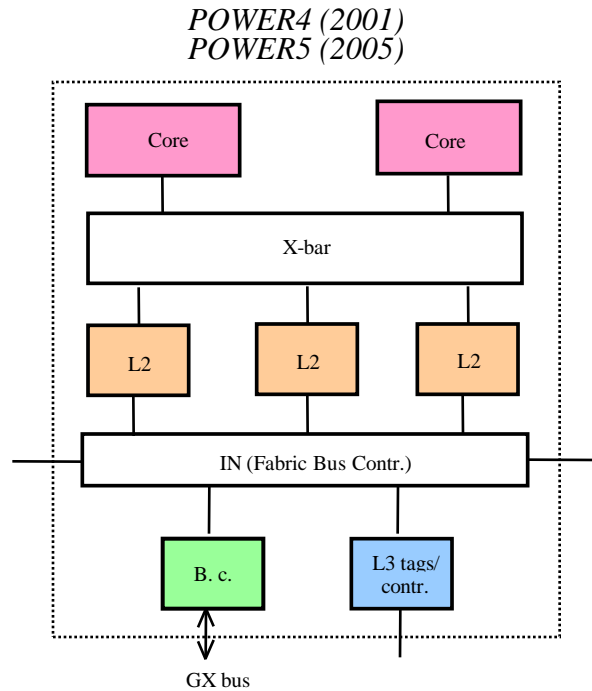 POWER4 (2001)
POWER5 (2005)
Core
Core
X-bar
L2
L2
L2
IN (Fabric Bus Contr.)
B. c.
L3 tags/
contr.
GX bus